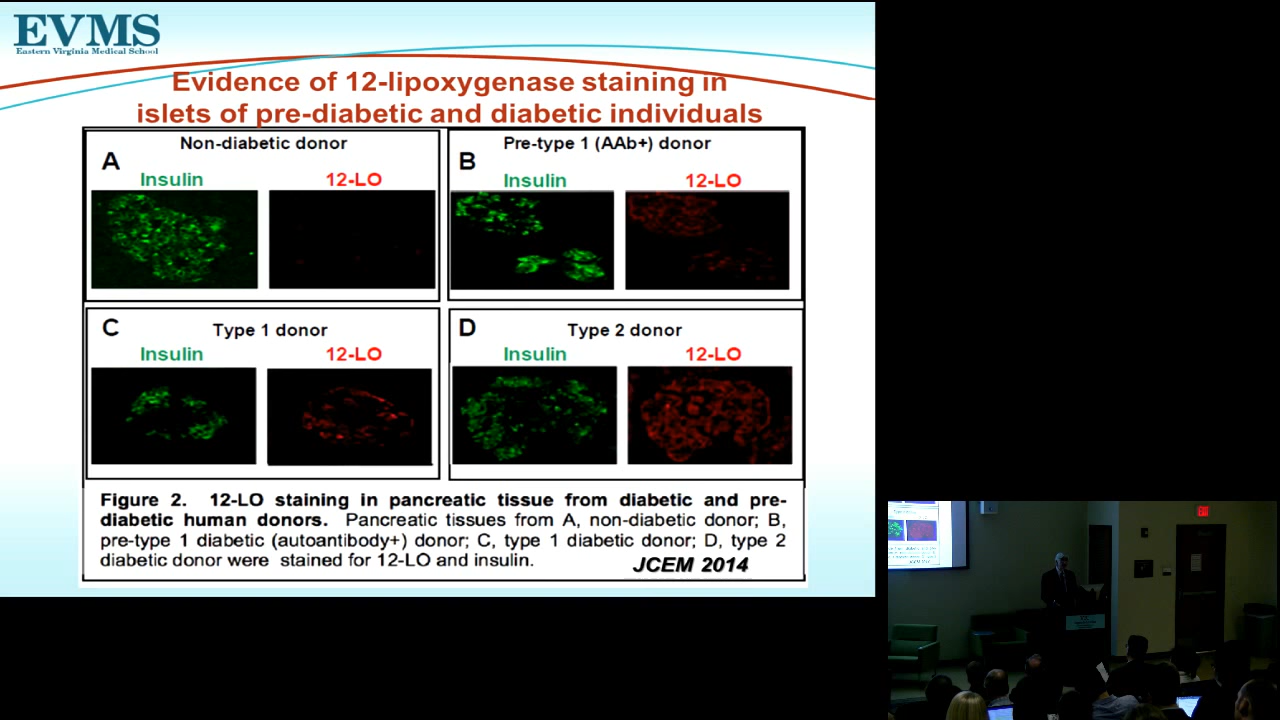 EVMS
Eastern Virginia Medical School
Evidence of 12-lipoxygenase staining in
islets of pre-diabetic and diabetic individuals
Non-diabetic donor
A
Insulin
12-LO
Pre-type 1 (AAb+) donor
B
Insulin
12-LO
C
Type 1 donor
Insulin
12-LO
D
Type 2 donor
Insulin
12-LO
Figure 2. 12-LO staining in pancreatic tissue from diabetic and pre-
diabetic human donors. Pancreatic tissues from A, non-diabetic donor; B,
pre-type 1 diabetic (autoantibody+) donor; C, type 1 diabetic donor; D, type 2
diabetic donor were stained for 12-LO and insulin.
JCEM 2014